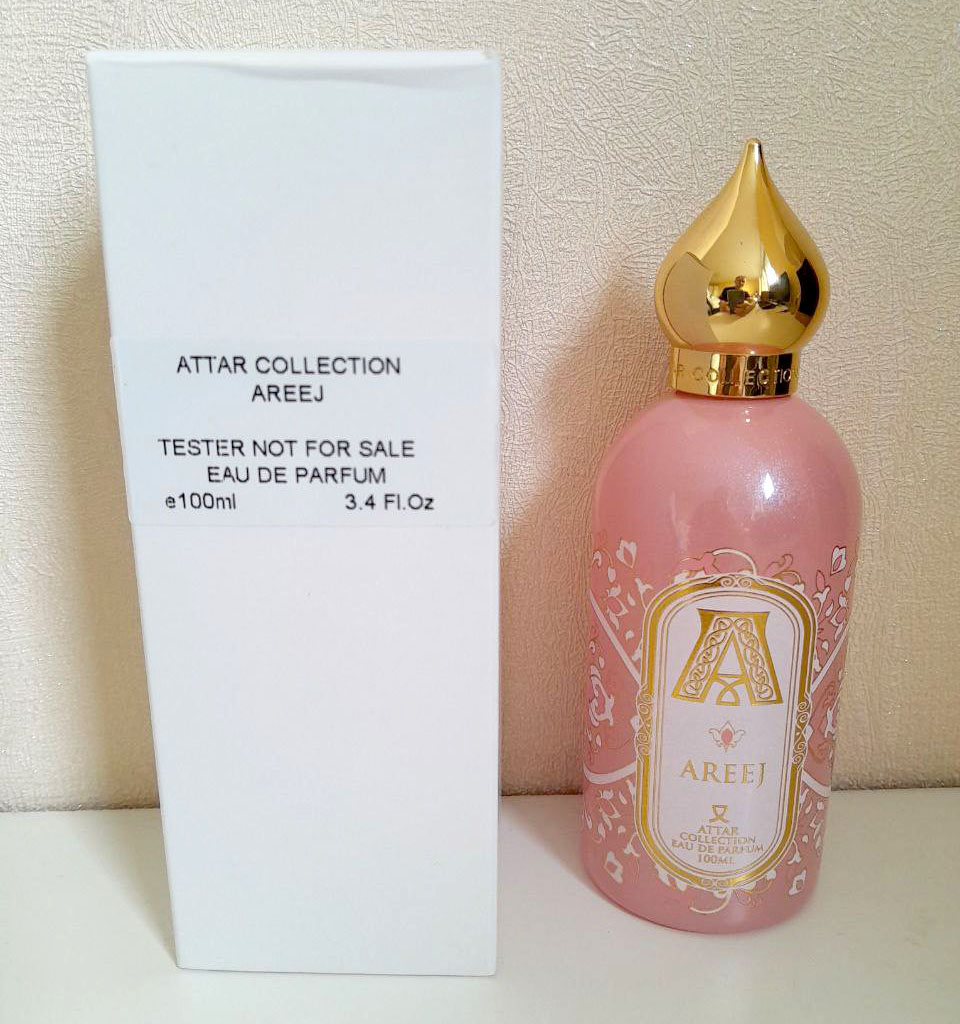 ATTAR COLLECTION
AREEJ
TESTER NOT FOR SALE
EAU DE PARFUM
e100ml 3.4 Fl.Oz
R COLLECTION
A
AREEJ
ATTAR
COLLECTION
EAU DE PARFUM
100ML